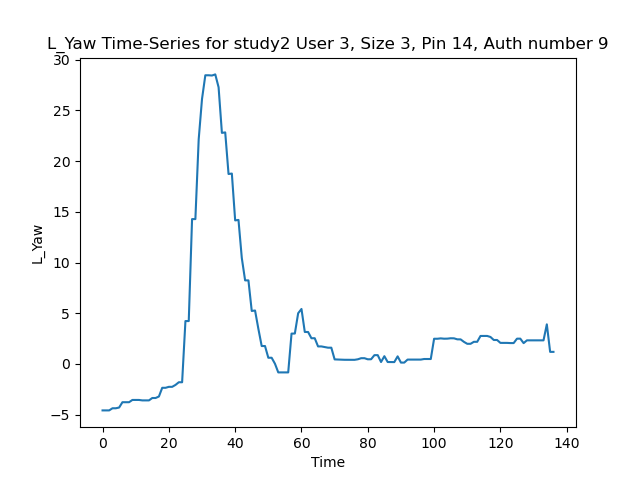 L_Yaw Time-Series for study2 User 3, Size 3, Pin 14, Auth number 9
30
25
20
15
10
5
0
−5
L_Yaw
0 20 40 60 80 100 120 140
Time